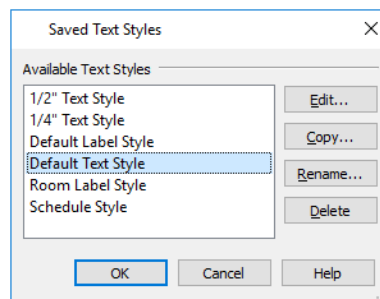 Saved Text Styles
Available Text Styles
1/2" Text Style
1/4" Text Style
Default Label Style
Default Text Style
Room Label Style
Schedule Style
Edit...
Copy...
Rename...
Delete
OK
Cancel
Help